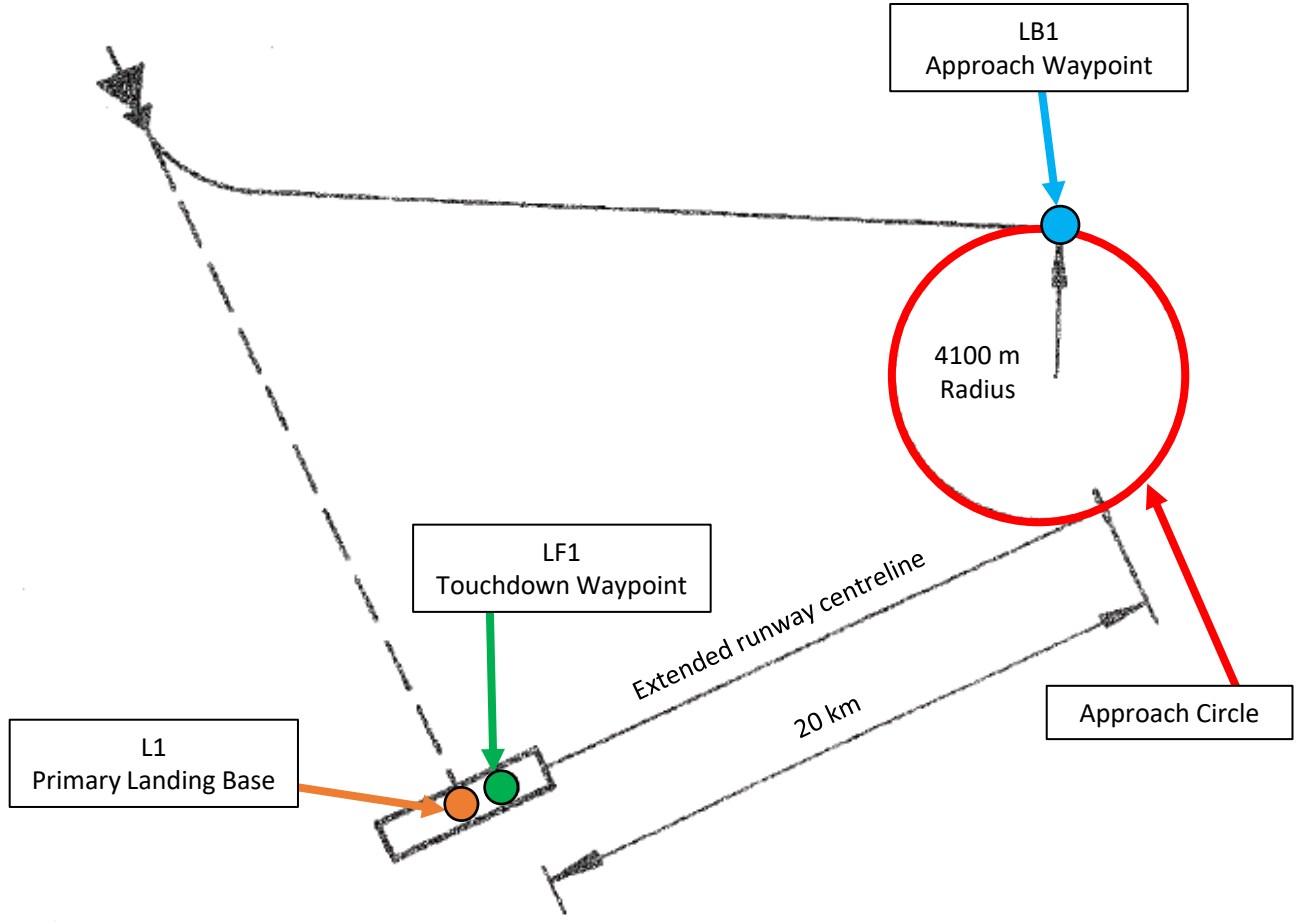 LB1
Approach Waypoint
4100 m
Radius
LF1
Touchdown Waypoint
Extended runway centreline
20 km
Approach Circle
L1
Primary Landing Base